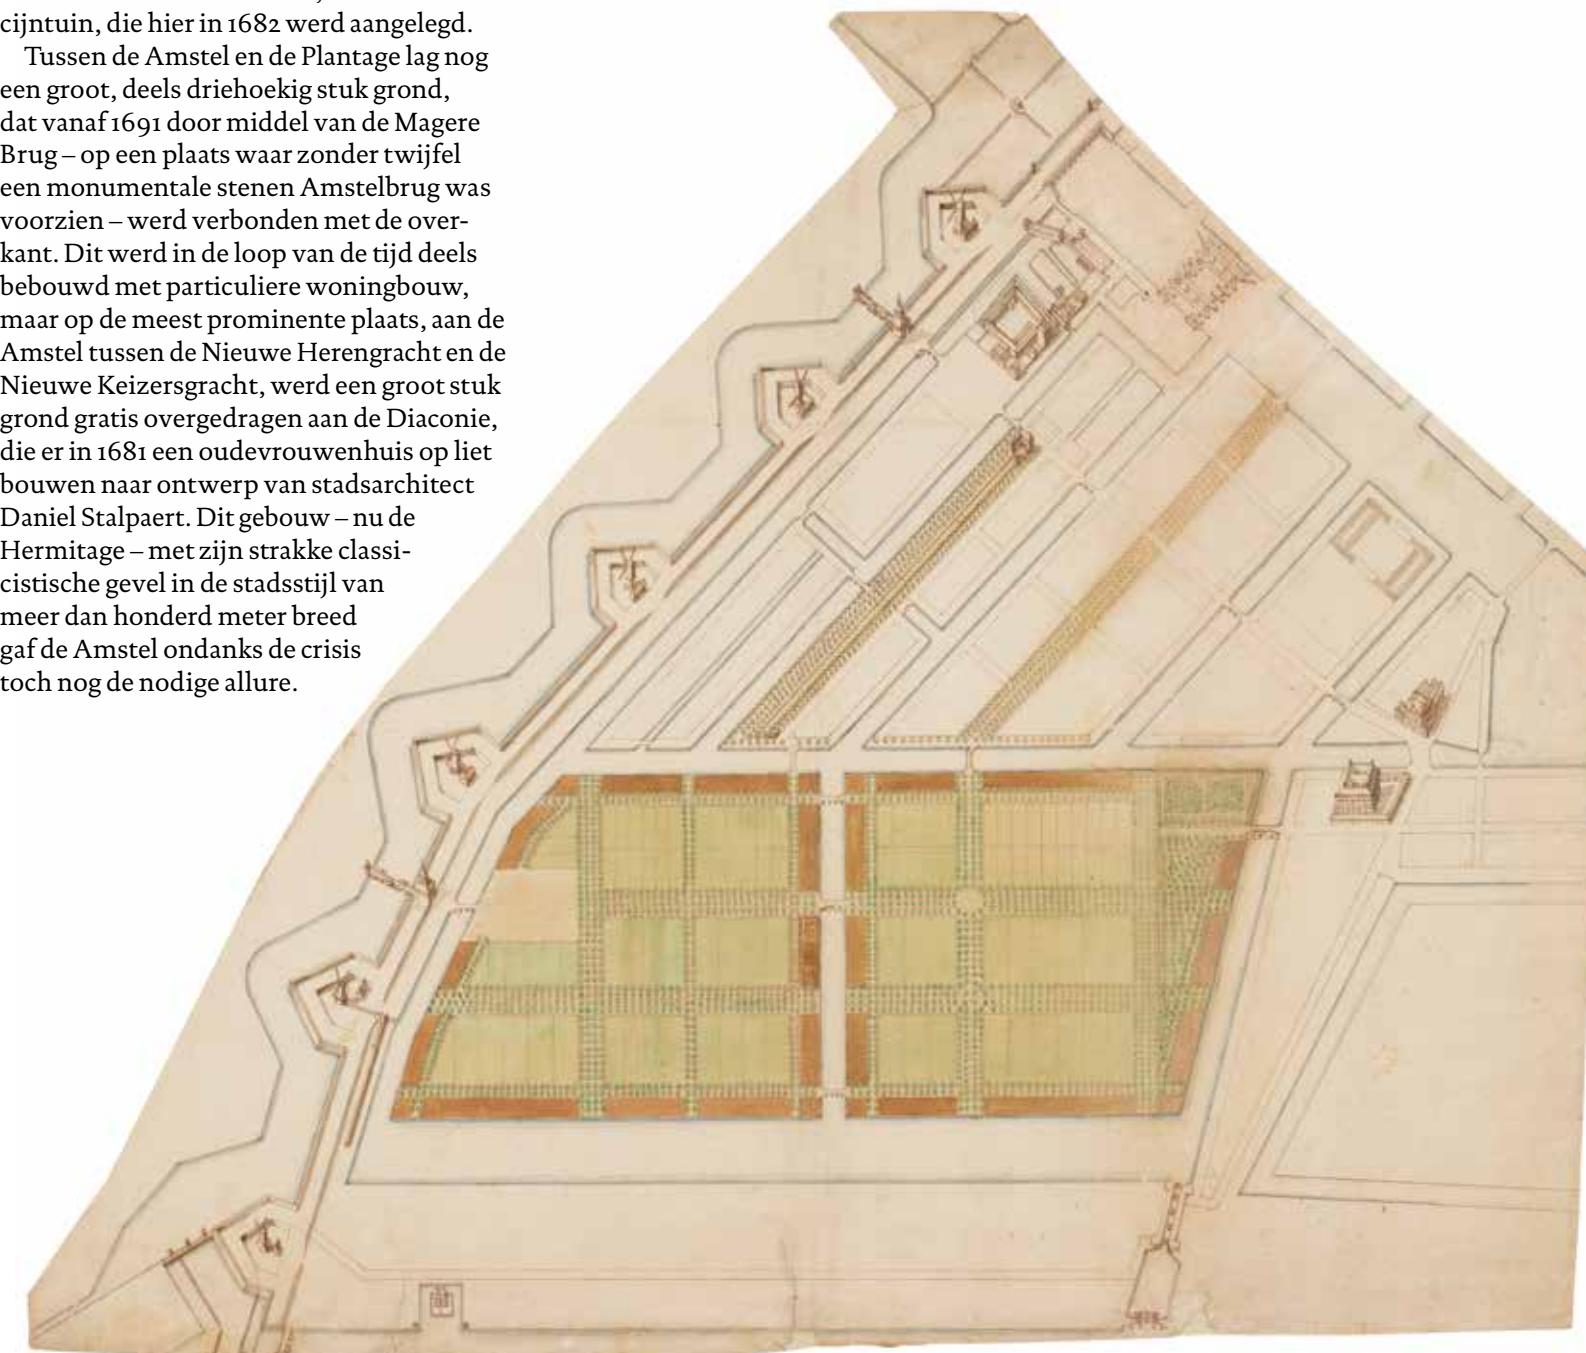 cijntuin, die hier in 1682 werd aangelegd.
Tussen de Amstel en de Plantage lag nog
een groot, deels driehoekig stuk grond,
dat vanaf 1691 door middel van de Magere
Brug – op een plaats waar zonder twijfel
een monumentale stenen Amstelbrug was
voorzien – werd verbonden met de over-
kant. Dit werd in de loop van de tijd deels
bebouwd met particuliere woningbouw,
maar op de meest prominente plaats, aan de
Amstel tussen de Nieuwe Herengracht en de
Nieuwe Keizersgracht, werd een groot stuk
grond gratis overgedragen aan de Diaconie,
die er in 1681 een oudevrouwenhuis op liet
bouwen naar ontwerp van stadsarchitect
Daniel Stalpaert. Dit gebouw – nu de
Hermitage – met zijn strakke classi-
cistische gevel in de stadsstijl van
meer dan honderd meter breed
gaf de Amstel ondanks de crisis
toch nog de nodige allure.